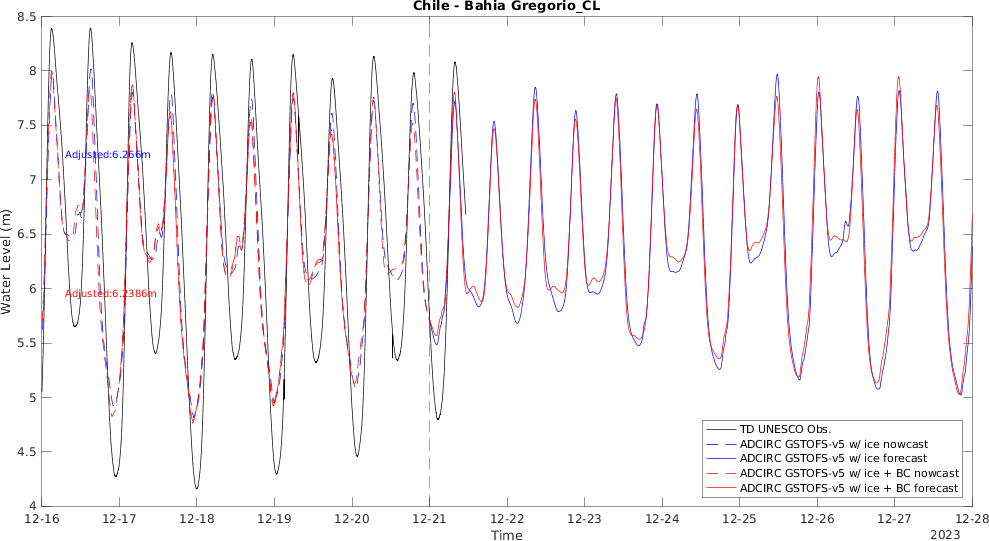 Chile - Bahia Gregorio_CL
8.5
8
7.5
7
6.5
6
5.5
5
4.5
4
Water Level (m)
Adjusted:6.266m
Adjusted:6.2386m
TD UNESCO Obs.
ADCIRC GSTOFS-v5 w/ ice nowcast
ADCIRC GSTOFS-v5 w/ ice forecast
ADCIRC GSTOFS-v5 w/ ice + BC nowcast
ADCIRC GSTOFS-v5 w/ ice + BC forecast
12-16 12-17 12-18 12-19 12-20 12-21 12-22 12-23 12-24 12-25 12-26 12-27 12-28
Time
2023